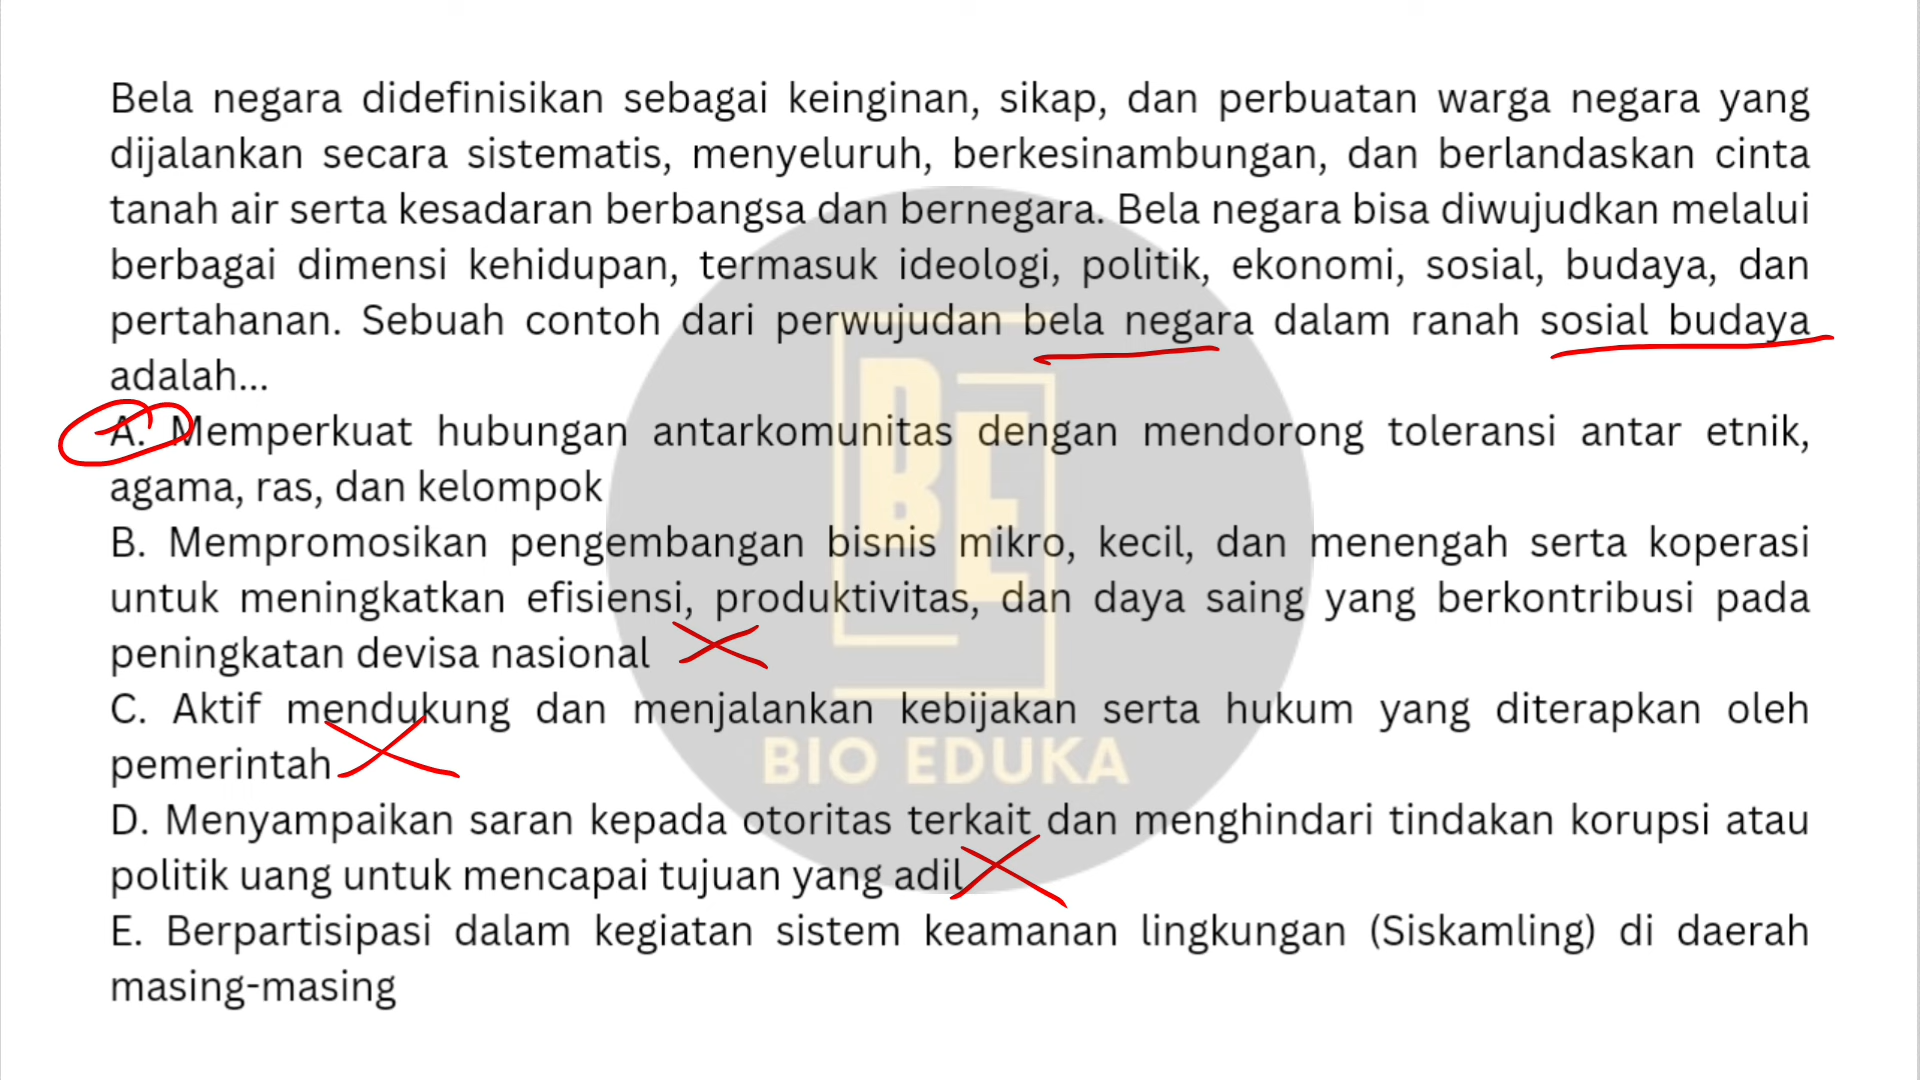 Bela negara didefinisikan sebagai keinginan, sikap, dan perbuatan warga negara yang
dijalankan secara sistematis, menyeluruh, berkesinambungan, dan berlandaskan cinta
tanah air serta kesadaran berbangsa dan bernegara. Bela negara bisa diwujudkan melalui
berbagai dimensi kehidupan, termasuk ideologi, politik, ekonomi, sosial, budaya, dan
pertahanan. Sebuah contoh dari perwujudan bela negara dalam ranah sosial budaya
adalah...
A. Memperkuat hubungan antarkomunitas dengan mendorong toleransi antar etnik,
agama, ras, dan kelompok
B. Mempromosikan pengembangan bisnis mikro, kecil, dan menengah serta koperasi
untuk meningkatkan efisiensi, produktivitas, dan daya saing yang berkontribusi pada
peningkatan devisa nasional
C. Aktif mendukung dan menjalankan kebijakan serta hukum yang diterapkan oleh
pemerintah
D. Menyampaikan saran kepada otoritas terkait dan menghindari tindakan korupsi atau
politik uang untuk mencapai tujuan yang adil
E. Berpartisipasi dalam kegiatan sistem keamanan lingkungan (Siskamling) di daerah
masing-masing
BE
BIO EDUKA